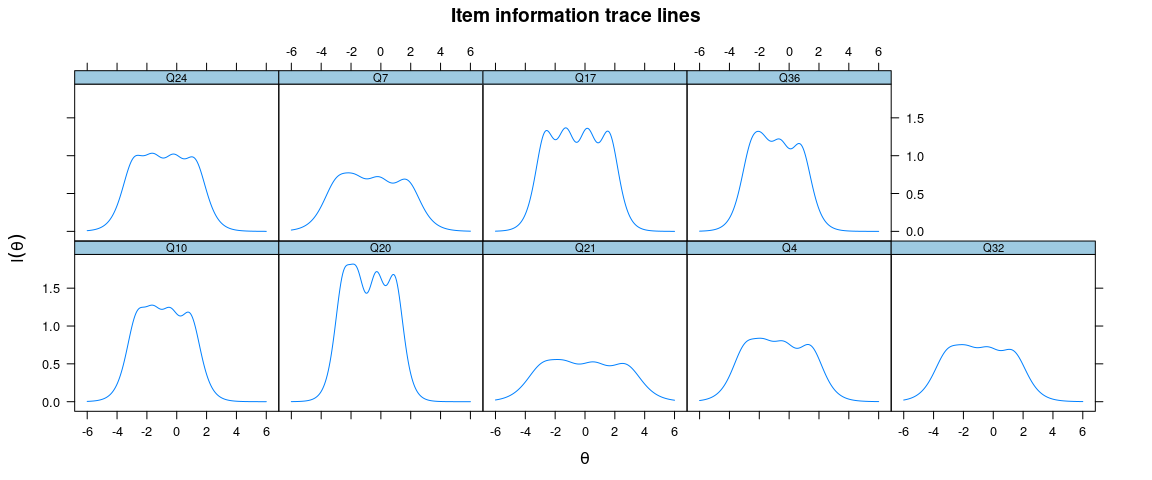 Item information trace lines
-6 -4 -2 0 2 4 6 -6 -4 -2 0 2 4 6
Q24 Q7 Q17 Q36
1.5
1.0
0.5
0.0
I(θ)
Q10 Q20 Q21 Q4 Q32
1.5
1.0
0.5
0.0
-6 -4 -2 0 2 4 6 -6 -4 -2 0 2 4 6 -6 -4 -2 0 2 4 6
θ